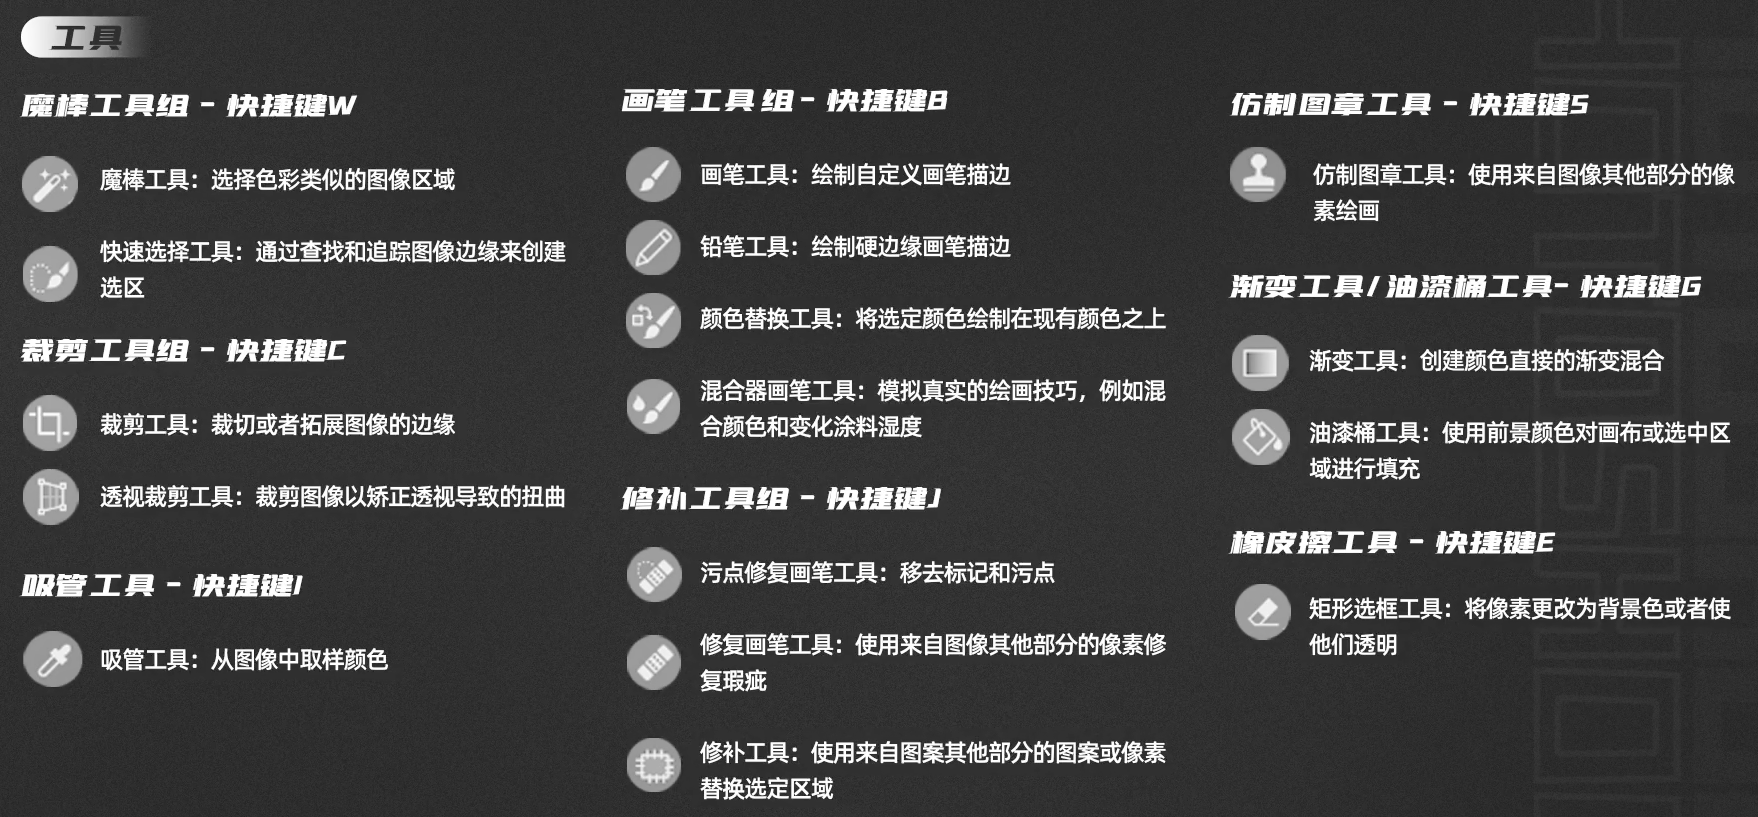 工具
魔棒工具组 - 快捷键W
魔棒工具：选择色彩类似的图像区域
快速选择工具：通过查找和追踪图像边缘来创建
选区
裁剪工具组 - 快捷键C
裁剪工具：裁切或者拓展图像的边缘
透视裁剪工具：裁剪图像以矫正透视导致的扭曲
吸管工具 - 快捷键I
吸管工具：从图像中取样颜色
画笔工具组 - 快捷键B
画笔工具：绘制自定义画笔描边
铅笔工具：绘制硬边缘画笔描边
颜色替换工具：将选定颜色绘制在现有颜色之上
混合器画笔工具：模拟真实的绘画技巧，例如混
合颜色和变化涂料湿度
修补工具组 - 快捷键J
污点修复画笔工具：移去标记和污点
修复画笔工具：使用来自图像其他部分的像素修
复瑕疵
修补工具：使用来自图案其他部分的图案或像素
替换选定区域
仿制图章工具 - 快捷键S
仿制图章工具：使用来自图像其他部分的像
素绘画
渐变工具/油漆桶工具- 快捷键G
渐变工具：创建颜色直接的渐变混合
油漆桶工具：使用前景颜色对画布或选中区
域进行填充
橡皮擦工具 - 快捷键E
矩形选框工具：将像素更改为背景色或者使
他们透明